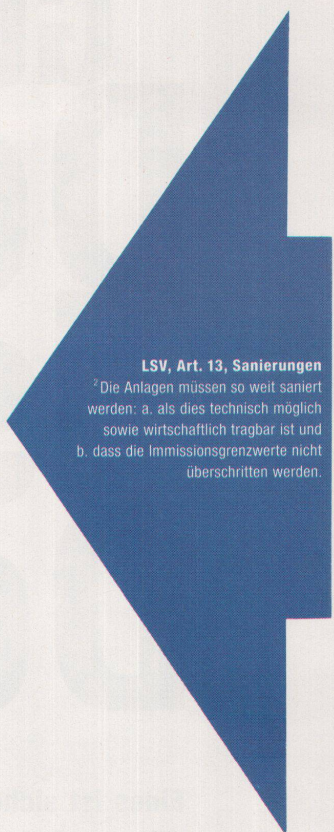 LSV, Art. 13, Sanierungen
²Die Anlagen müssen so weit saniert
werden: a. als dies technisch möglich
sowie wirtschaftlich tragbar ist und
b. dass die Immissionsgrenzwerte nicht
überschritten werden.